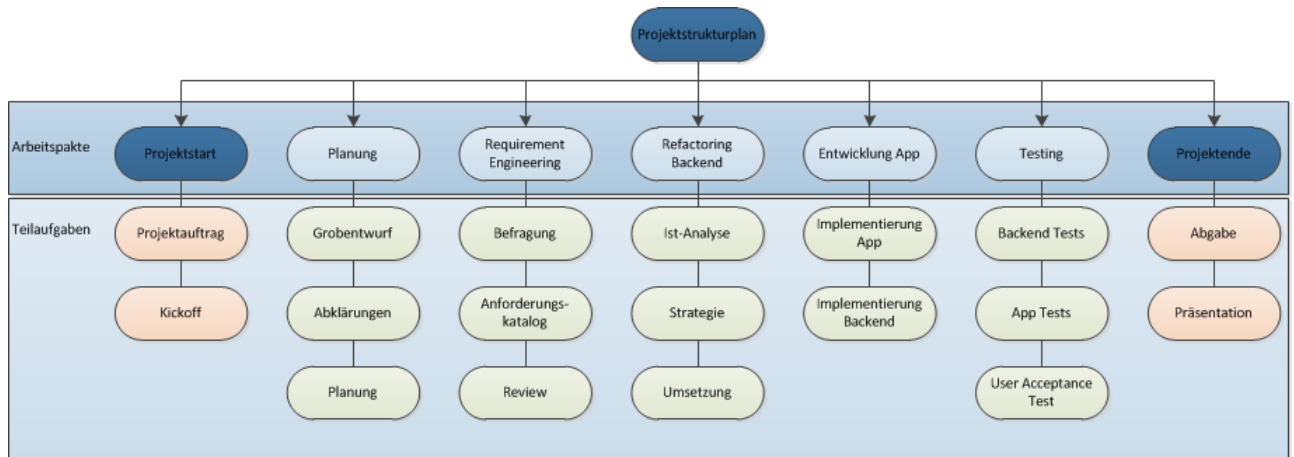 Projektstrukturplan
Arbeitspakte
Projektstart
Planung
Requirement
Engineering
Refactoring
Backend
Entwicklung App
Testing
Projektende
Teilaufgaben
Projektauftrag
Grobentwurf
Befragung
Ist-Analyse
Implementierung
App
Backend Tests
Abgabe
Kickoff
Abklärungen
Anforderungs-
katalog
Strategie
Implementierung
Backend
App Tests
Präsentation
Planung
Review
Umsetzung
User Acceptance
Test